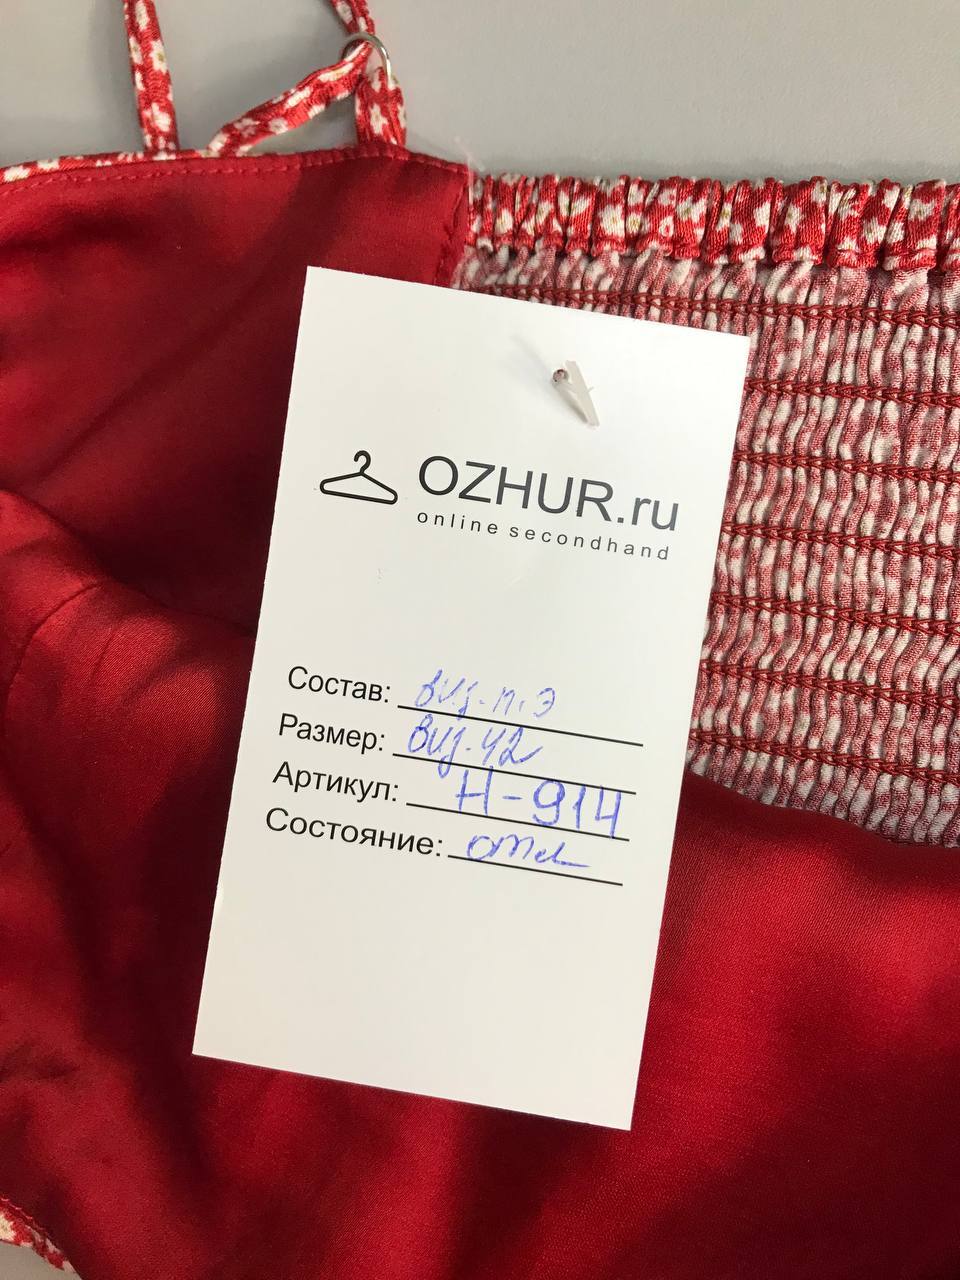 OZHUR.ru
online secondhand
Состав: виз. п. э
Размер: виз. 42
Артикул: Н-914
Состояние: отл